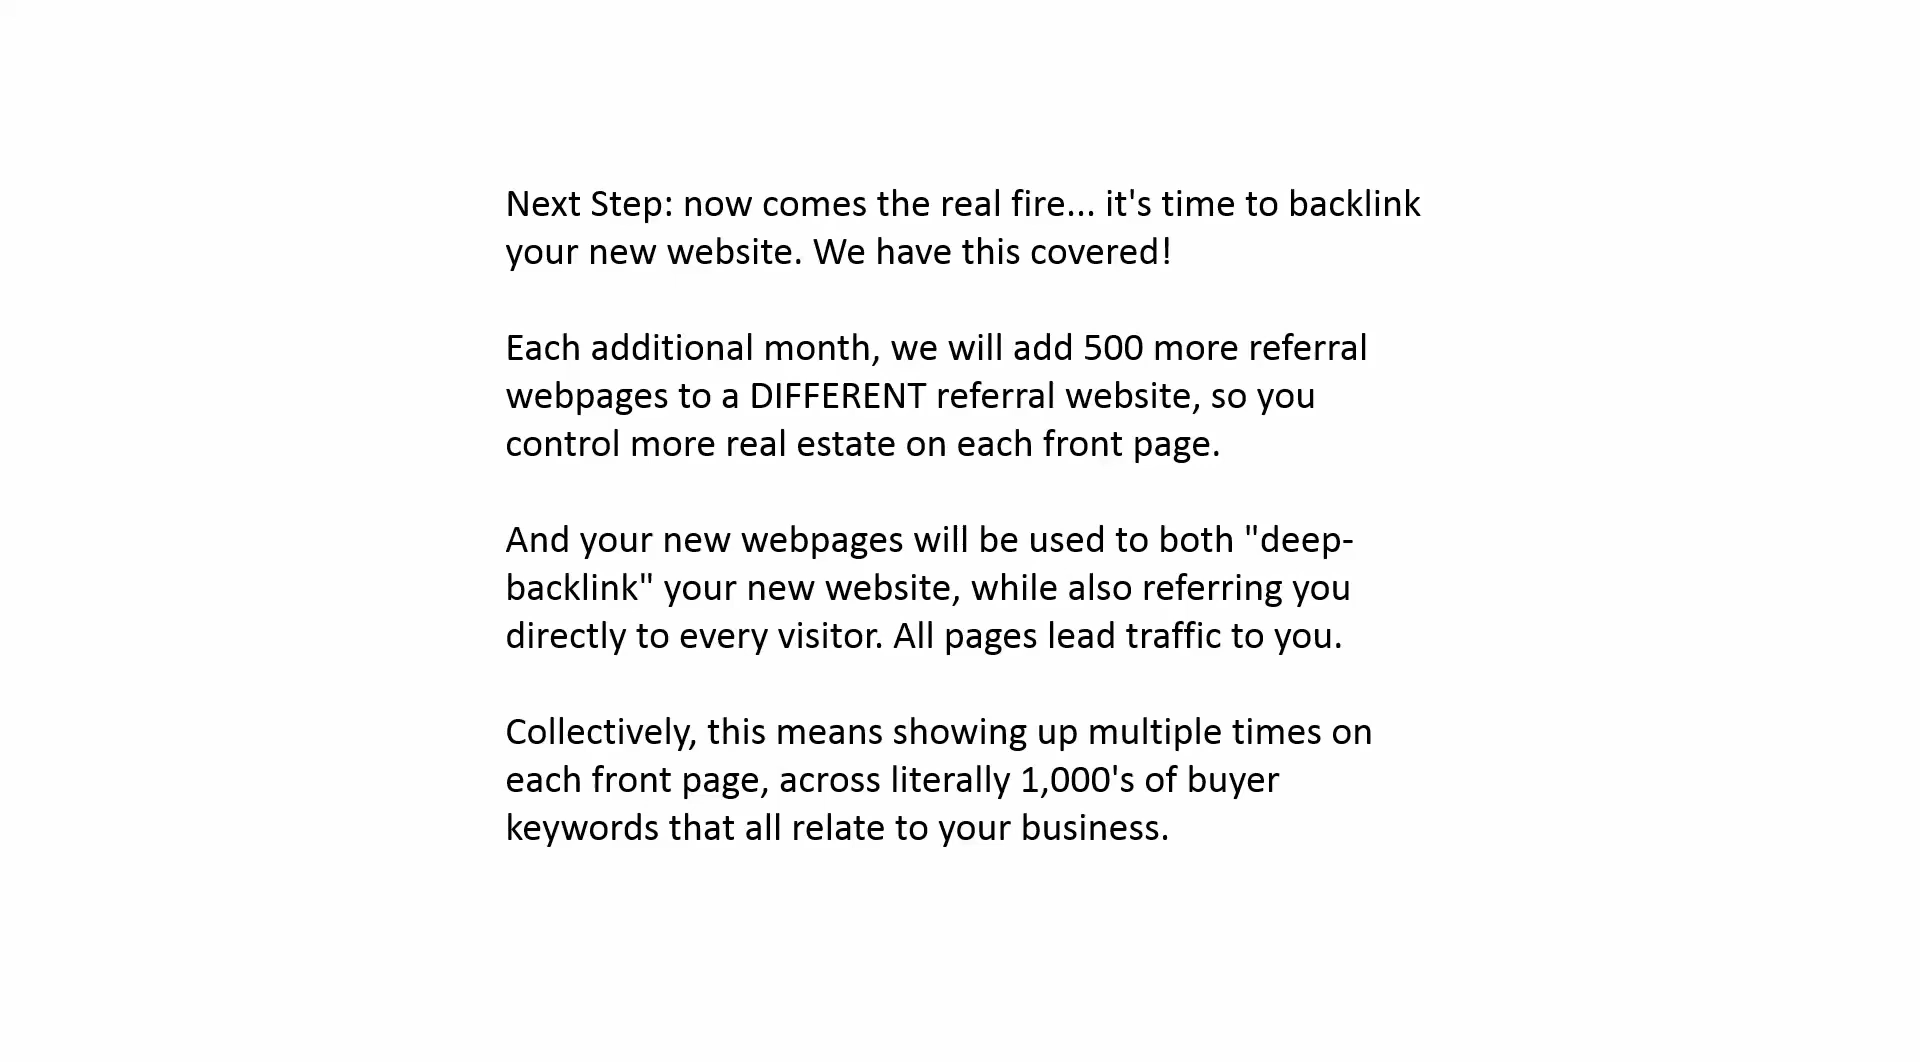 Next Step: now comes the real fire... it's time to backlink
your new website. We have this covered!
Each additional month, we will add 500 more referral
webpages to a DIFFERENT referral website, so you
control more real estate on each front page.
And your new webpages will be used to both "deep-
backlink" your new website, while also referring you
directly to every visitor. All pages lead traffic to you.
Collectively, this means showing up multiple times on
each front page, across literally 1,000's of buyer
keywords that all relate to your business.